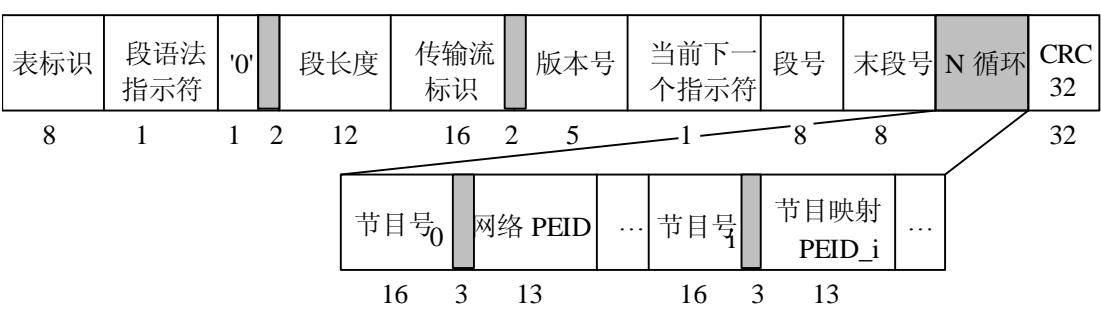 表标识 段语法 '0' 段长度 传输流 版本号 当前下一 段号 末段号 N 循环 CRC
指示符 标识 个指示符 32
8 1 1 2 12 16 2 5 1 8 8 32
节目号0 网络 PEID … 节目号i 节目映射 …
PEID_i
16 3 13 16 3 13